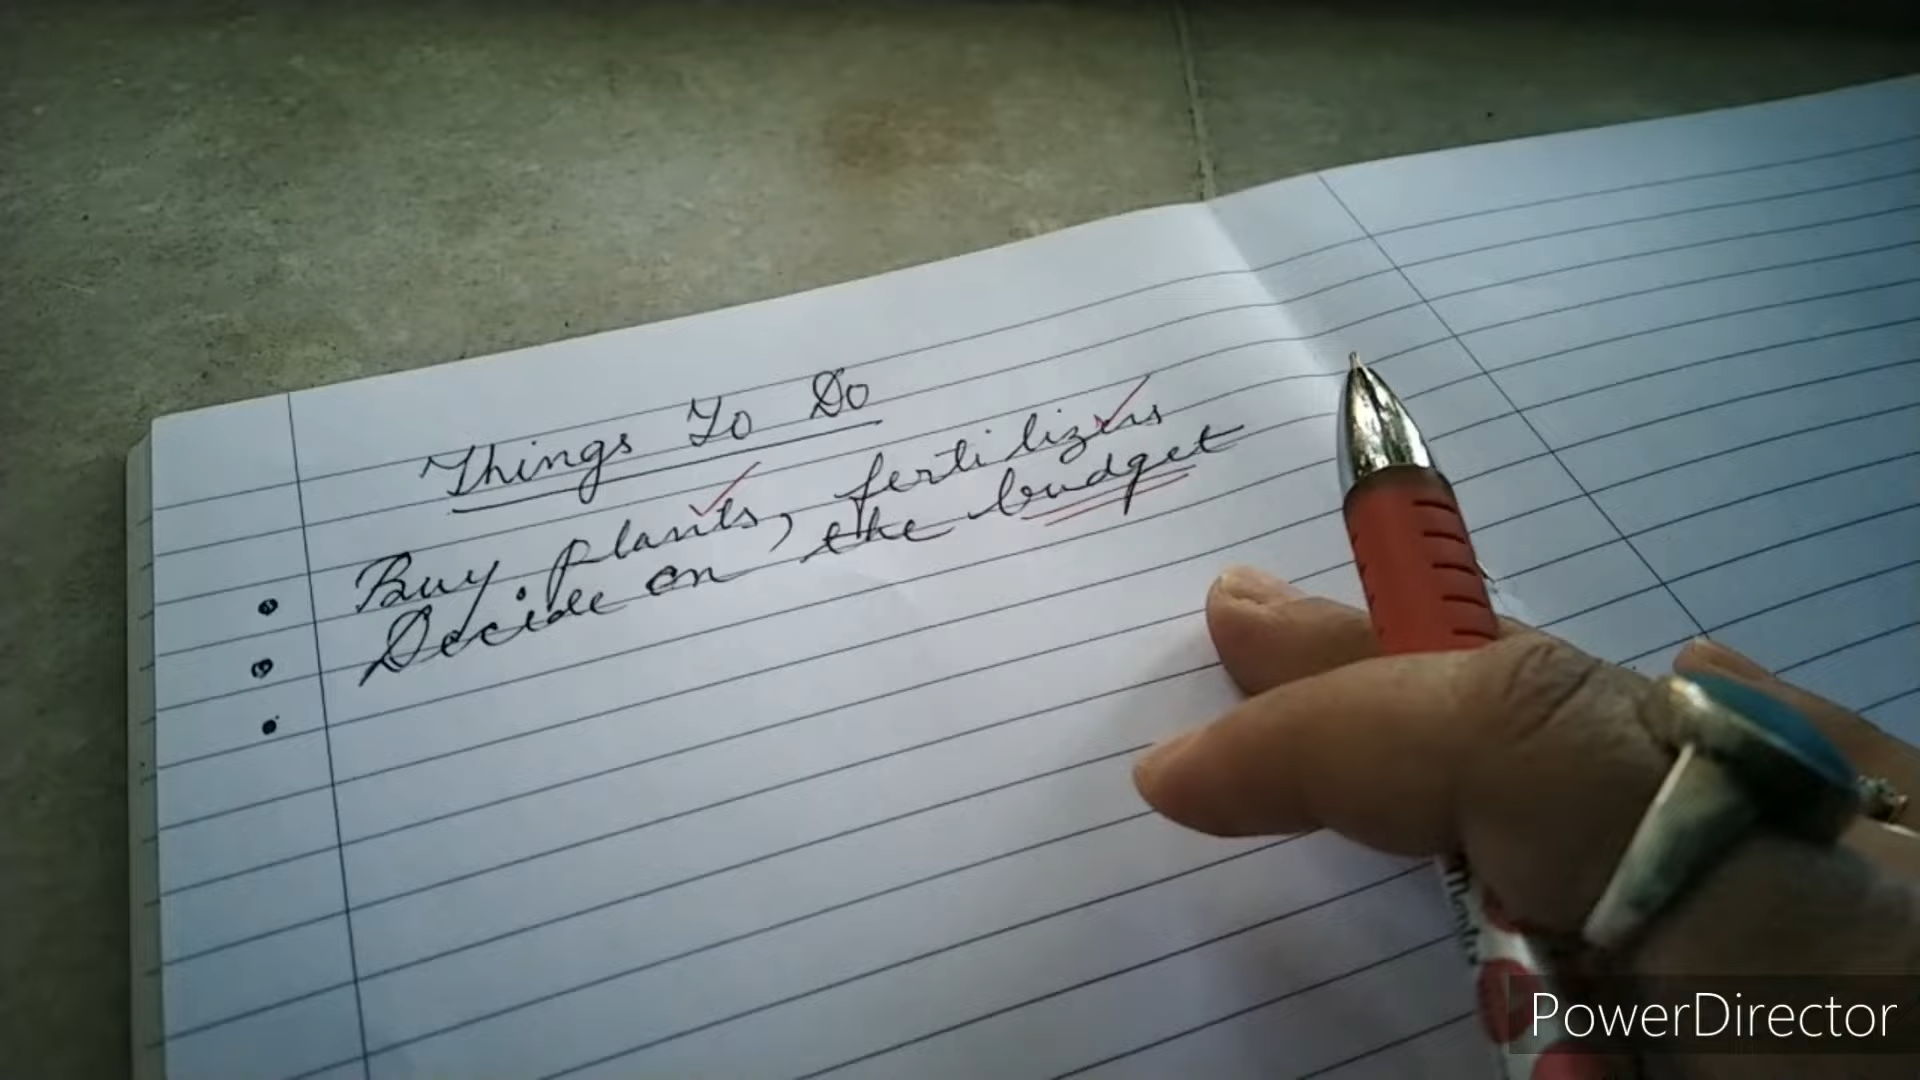 Things To Do
• Buy plants, fertilizers
• Decide on the budget
•
PowerDirector